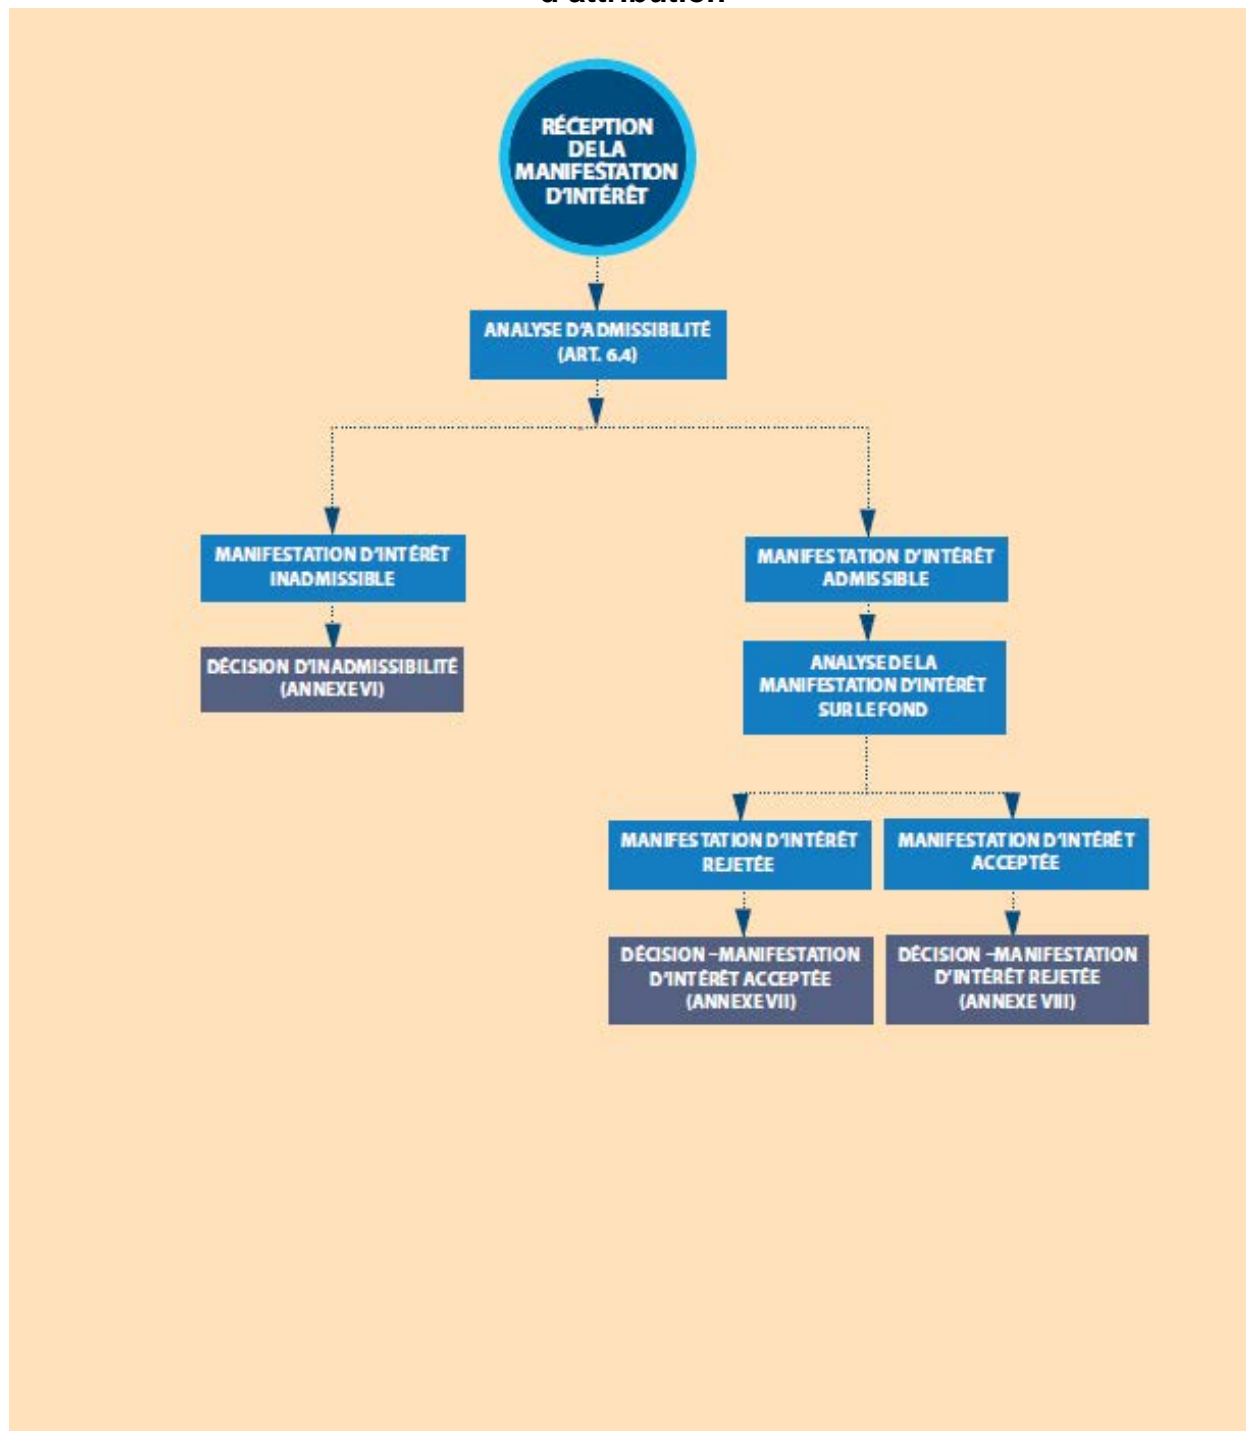 d'attribution
RÉCEPTION
DE LA
MANIFESTATION
D'INTÉRÊT
ANALYSE D'ADMISSIBILITÉ
(ART. 6.4)
MANIFESTATION D'INTÉRÊT
INADMISSIBLE
DÉCISION D'INADMISSIBILITÉ
(ANNEXE VI)
MANIFESTATION D'INTÉRÊT
ADMISSIBLE
ANALYSE DE LA
MANIFESTATION D'INTÉRÊT
SUR LE FOND
MANIFESTATION D'INTÉRÊT
REJETÉE
MANIFESTATION D'INTÉRÊT
ACCEPTÉE
DÉCISION –MANIFESTATION
D'INTÉRÊT ACCEPTÉE
(ANNEXE VII)
DÉCISION –MANIFESTATION
D'INTÉRÊT REJETÉE
(ANNEXE VIII)